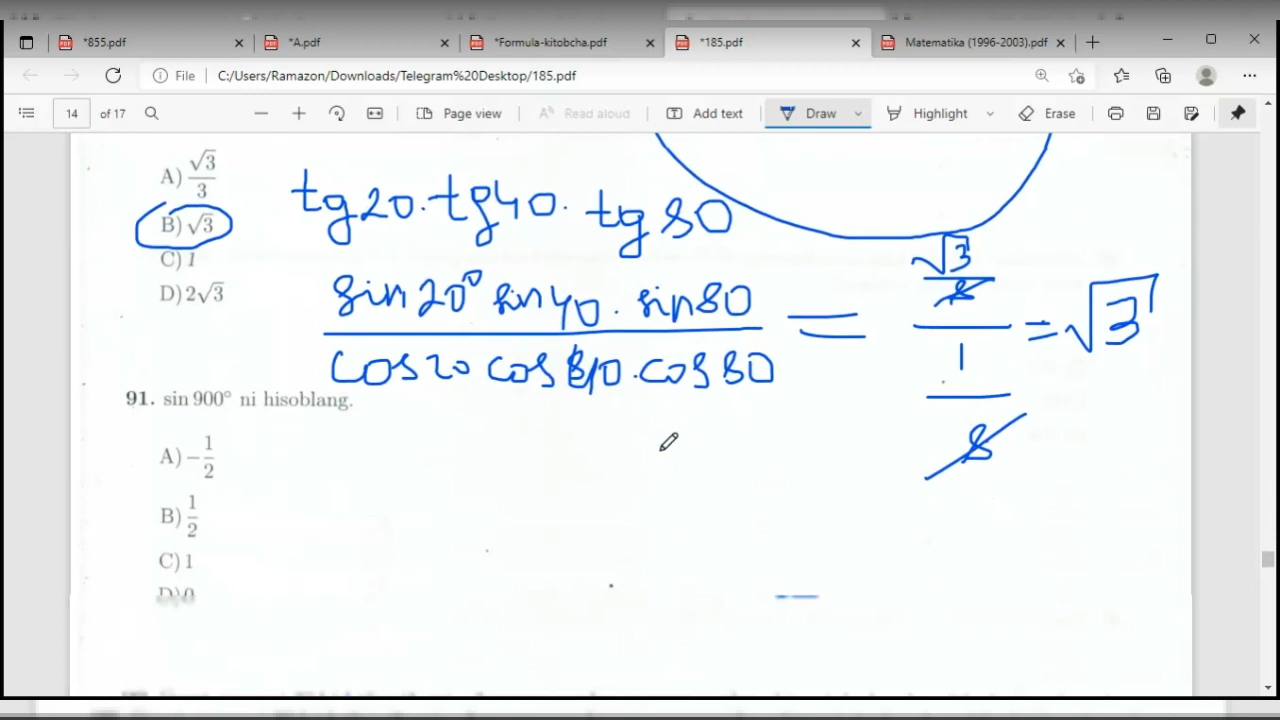 *855.pdf *A.pdf *Formula-kitobcha.pdf *185.pdf Matematika (1996-2003).pdf
File C:/Users/Ramazon/Downloads/Telegram%20Desktop/185.pdf
14 of 17 Page view Read aloud Add text Draw Highlight Erase
A) √3/3
B) √3
C) 1
D) 2√3
tg20·tg40·tg80
sin20° sin40·sin80
cos20 cos40·cos80
= (√3/8)/(1/8) = √3
91. sin 900° ni hisoblang.
A) −1/2
B) 1/2
C) 1
D) 0